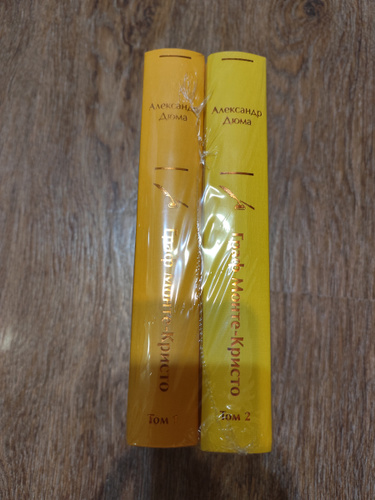 Александр
Дюма
Граф Монте-Кристо
Том
Александр
Дюма
Граф Монте-Кристо
Том 2